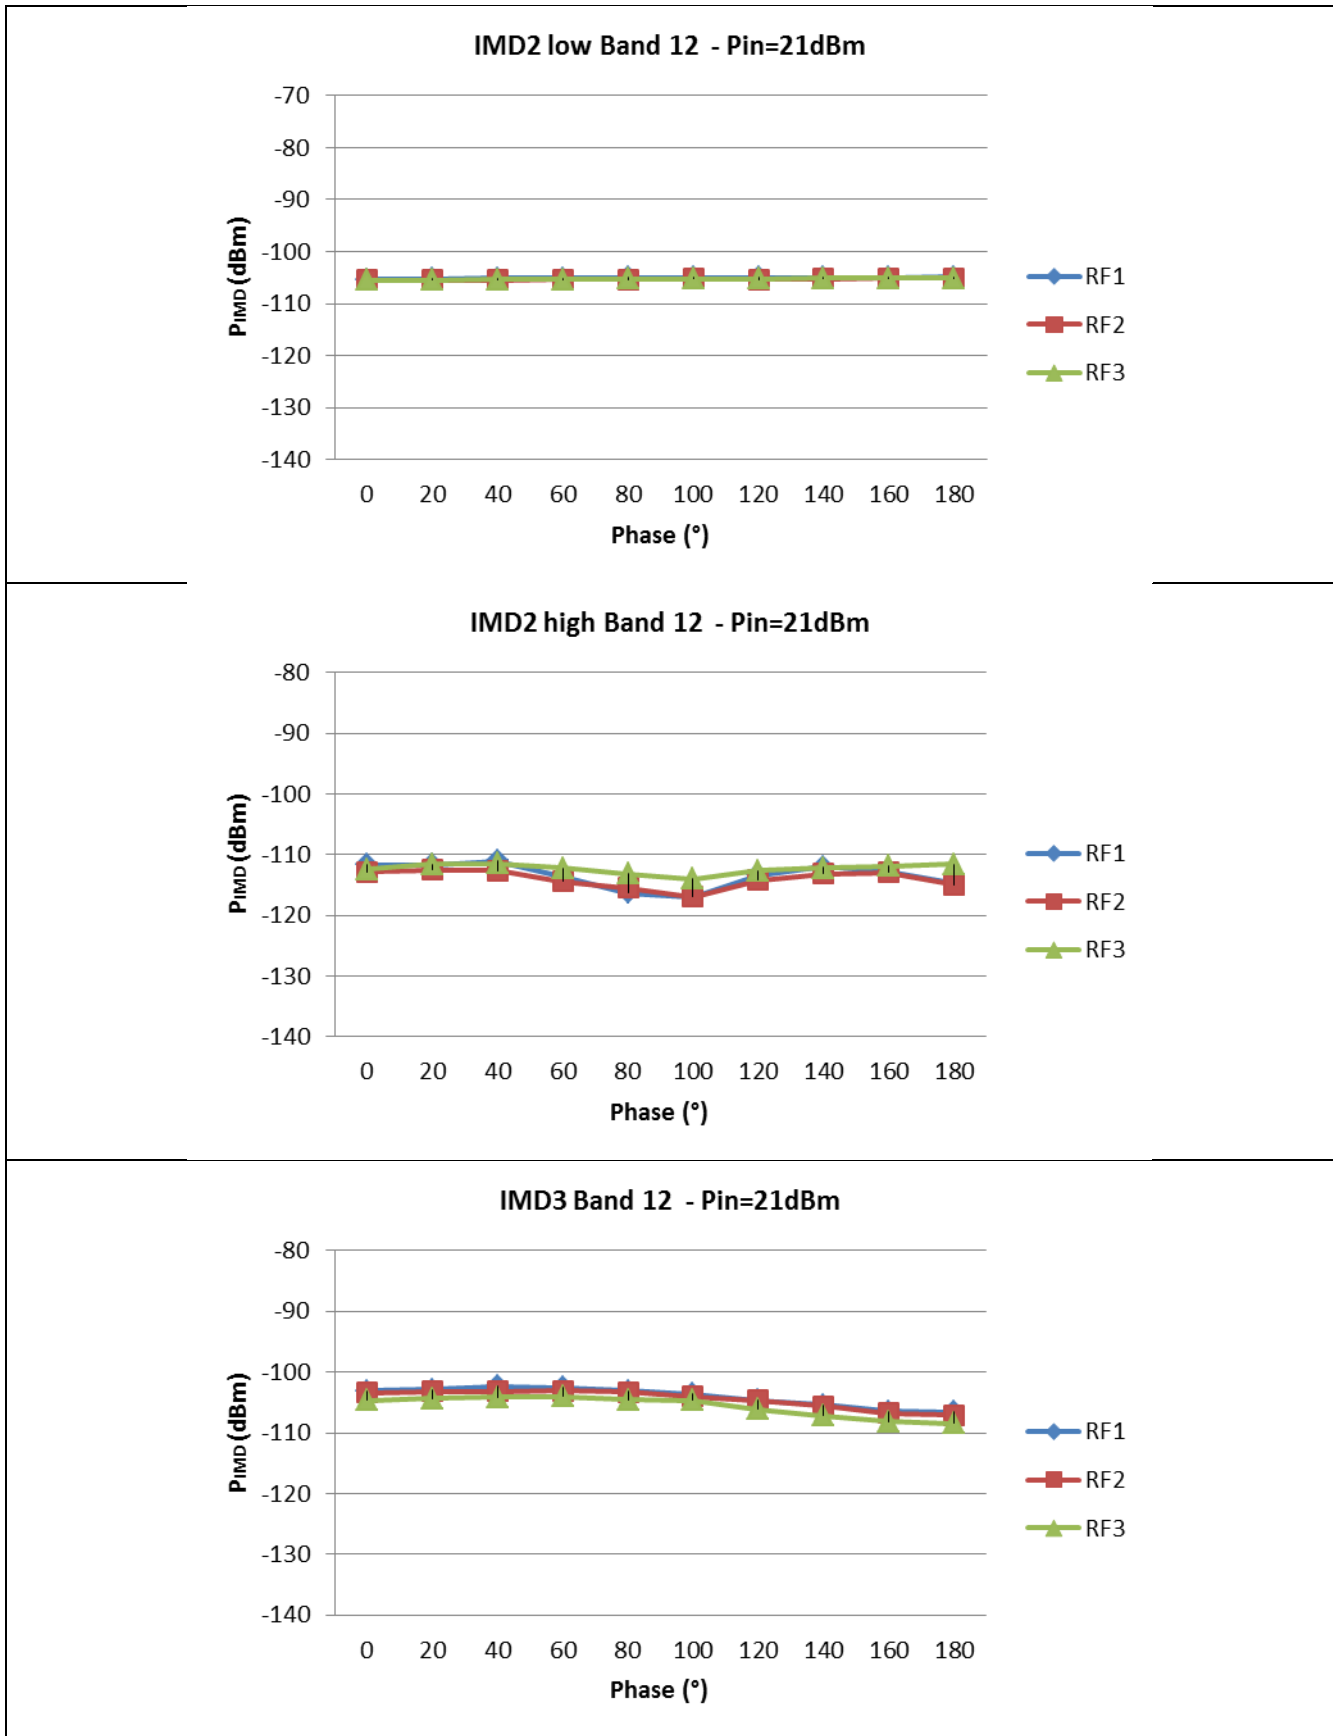 IMD2 low Band 12 - Pin=21dBm
-70
-80
-90
-100
-110
-120
-130
-140
PIMD (dBm)
0 20 40 60 80 100 120 140 160 180
Phase (°)
RF1
RF2
RF3
IMD2 high Band 12 - Pin=21dBm
-80
-90
-100
-110
-120
-130
-140
PIMD (dBm)
0 20 40 60 80 100 120 140 160 180
Phase (°)
RF1
RF2
RF3
IMD3 Band 12 - Pin=21dBm
-80
-90
-100
-110
-120
-130
-140
PIMD (dBm)
0 20 40 60 80 100 120 140 160 180
Phase (°)
RF1
RF2
RF3